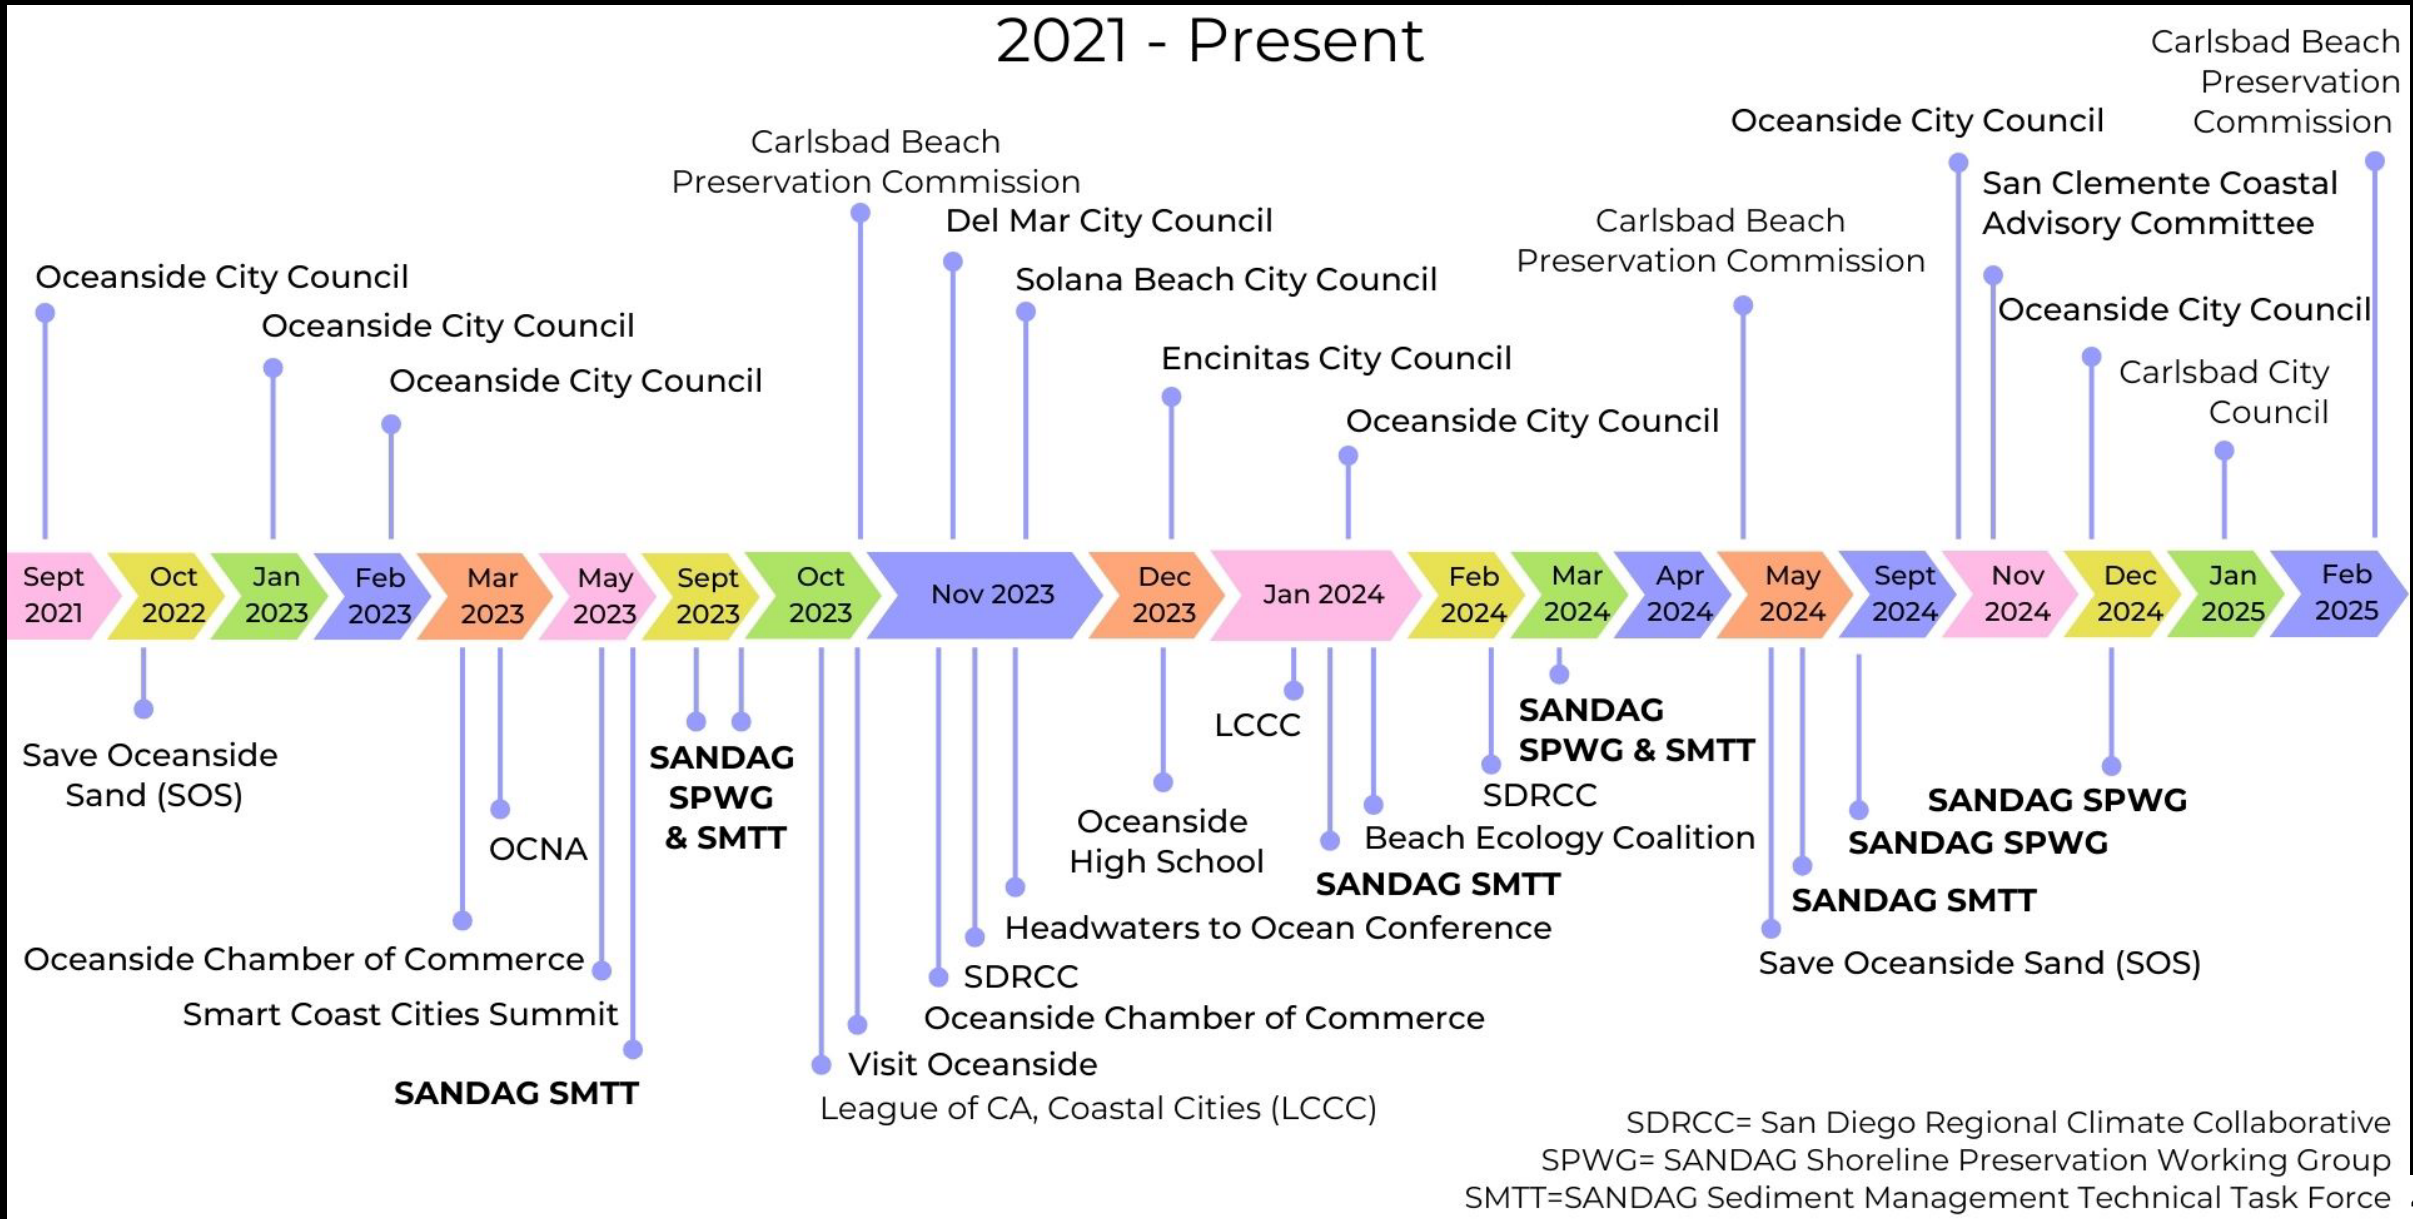 2021 - Present
Carlsbad Beach
Preservation
Commission
Oceanside City Council
Carlsbad Beach
Preservation Commission
San Clemente Coastal
Advisory Committee
Del Mar City Council
Carlsbad Beach
Preservation Commission
Oceanside City Council
Solana Beach City Council
Oceanside City Council
Oceanside City Council
Encinitas City Council
Carlsbad City
Council
Oceanside City Council
Oceanside City Council
Sept
2021
Oct
2022
Jan
2023
Feb
2023
Mar
2023
May
2023
Sept
2023
Oct
2023
Nov 2023
Dec
2023
Jan 2024
Feb
2024
Mar
2024
Apr
2024
May
2024
Sept
2024
Nov
2024
Dec
2024
Jan
2025
Feb
2025
Save Oceanside
Sand (SOS)
OCNA
Oceanside Chamber of Commerce
Smart Coast Cities Summit
SANDAG SMTT
SANDAG
SPWG
& SMTT
Visit Oceanside
League of CA, Coastal Cities (LCCC)
Headwaters to Ocean Conference
SDRCC
Oceanside Chamber of Commerce
Oceanside
High School
LCCC
SANDAG SMTT
Beach Ecology Coalition
SDRCC
SANDAG
SPWG & SMTT
SANDAG SPWG
SANDAG SPWG
SANDAG SMTT
Save Oceanside Sand (SOS)
SDRCC= San Diego Regional Climate Collaborative
SPWG= SANDAG Shoreline Preservation Working Group
SMTT=SANDAG Sediment Management Technical Task Force